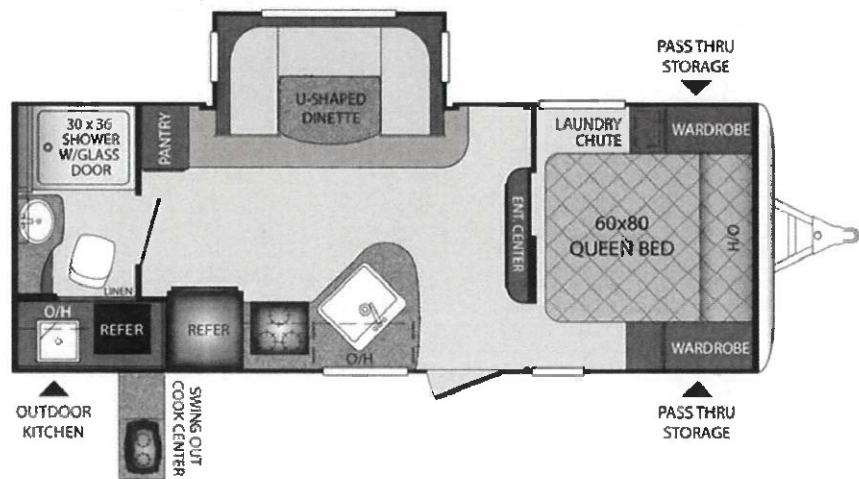 PASS THRU
STORAGE
U-SHAPED
DINETTE
30 x 36
SHOWER
W/GLASS
DOOR
PANTRY
LAUNDRY
CHUTE
WARDROBE
ENT. CENTER
60x80
QUEEN BED
O/H
LINEN
O/H
REFER
REFER
O/H
WARDROBE
OUTDOOR
KITCHEN
SWING OUT
COOK CENTER
PASS THRU
STORAGE